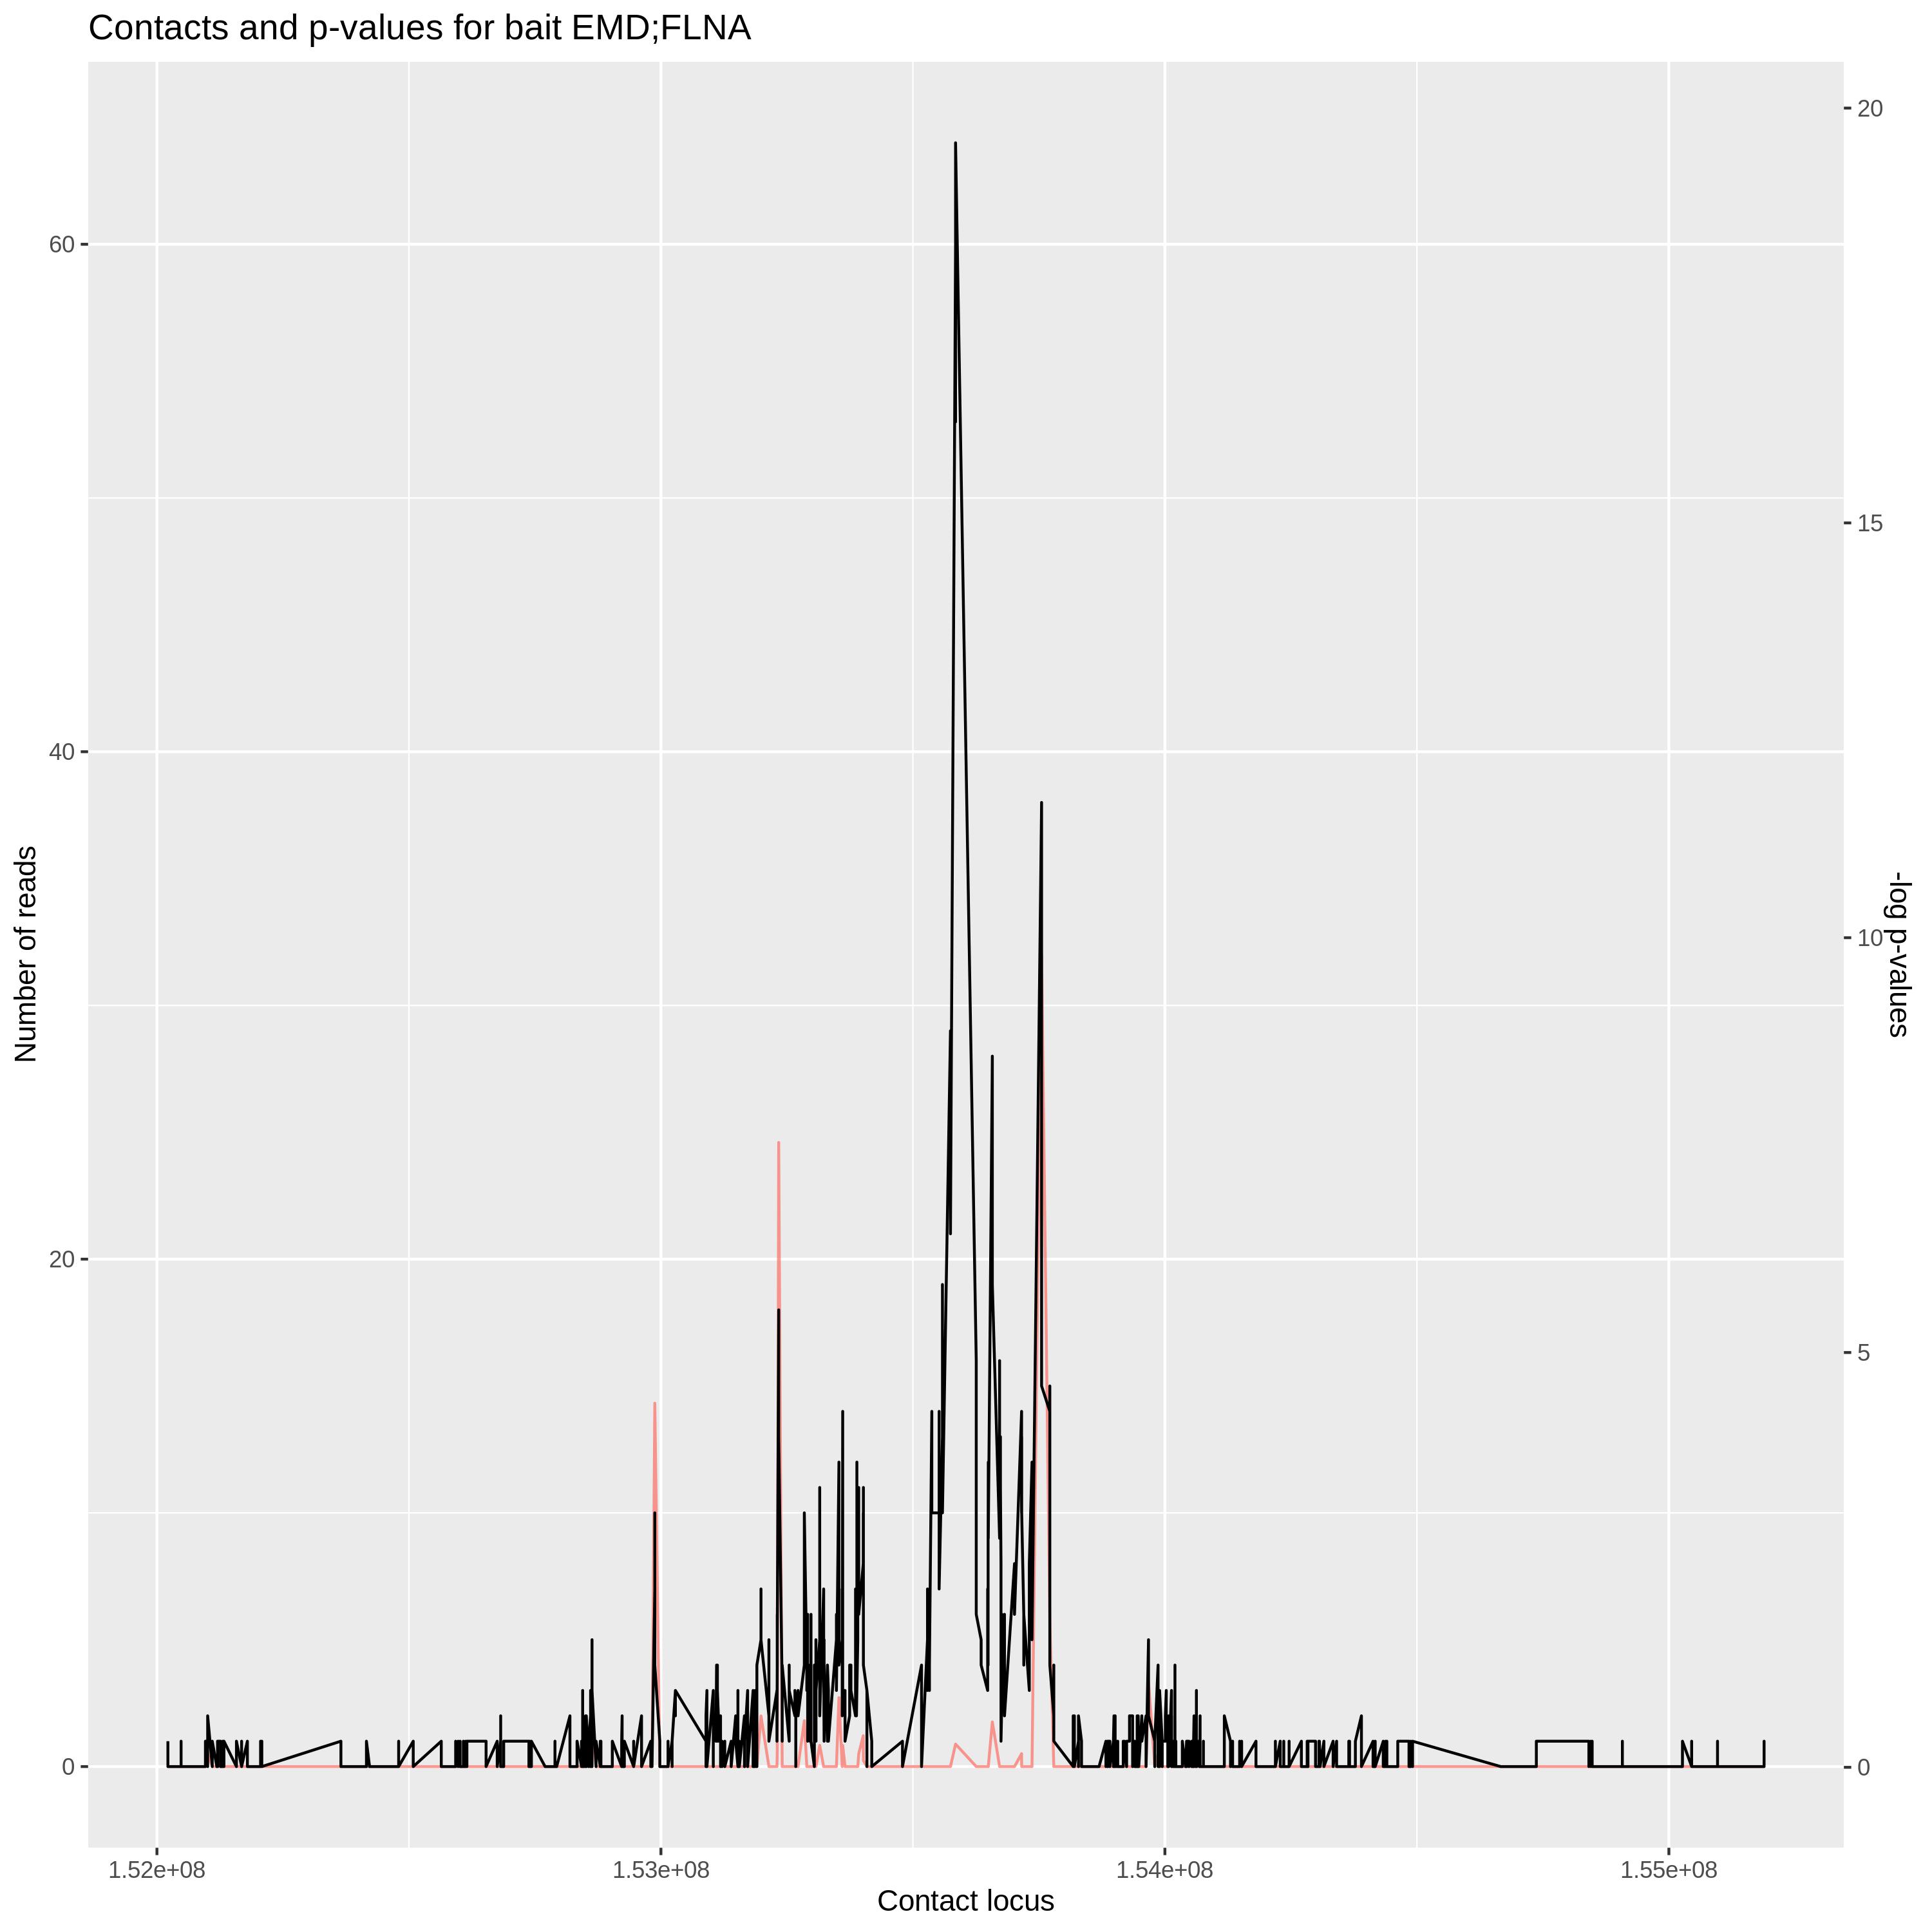 Contacts and p-values for bait EMD;FLNA
Number of reads
60
40
20
0
20
15
10
5
0
-log p-values
1.52e+08
1.53e+08
1.54e+08
1.55e+08
Contact locus